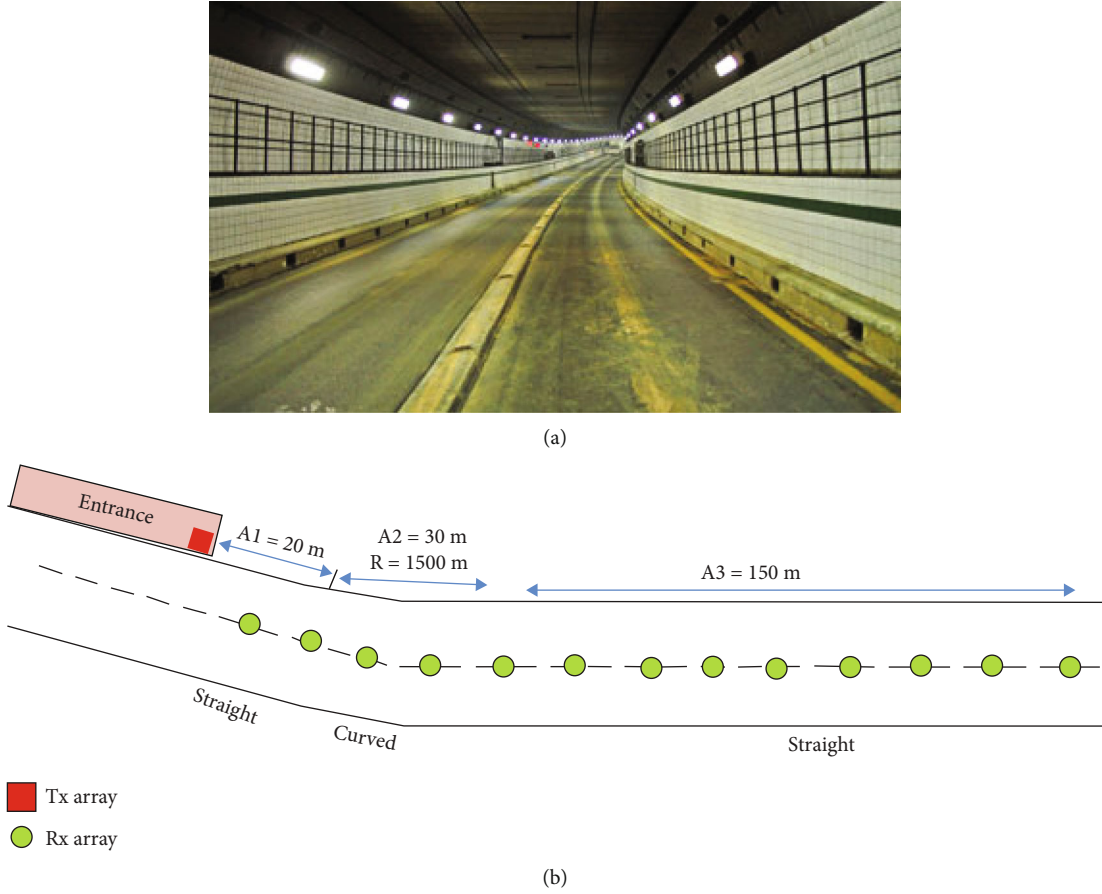 (a)
Entrance
A1 = 20 m
A2 = 30 m
R = 1500 m
A3 = 150 m
Straight
Curved
Straight
Tx array
Rx array
(b)